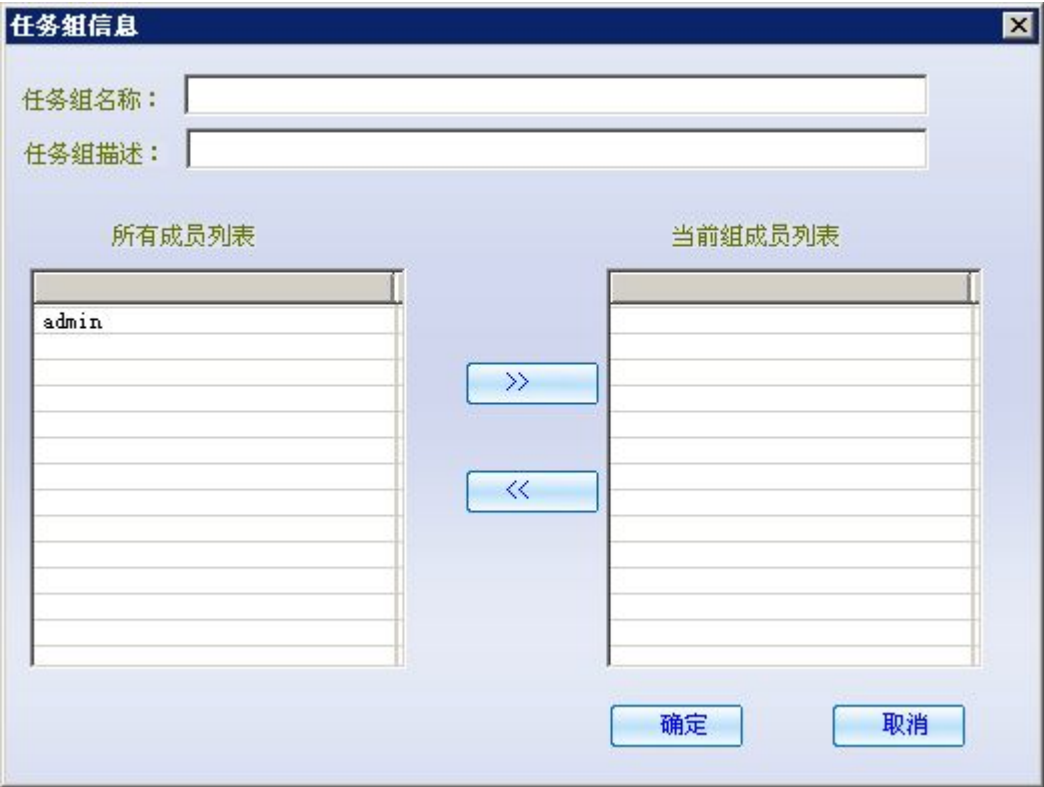 任务组信息
任务组名称：
任务组描述：
所有成员列表 当前组成员列表
admin
>>
<<
确定 取消